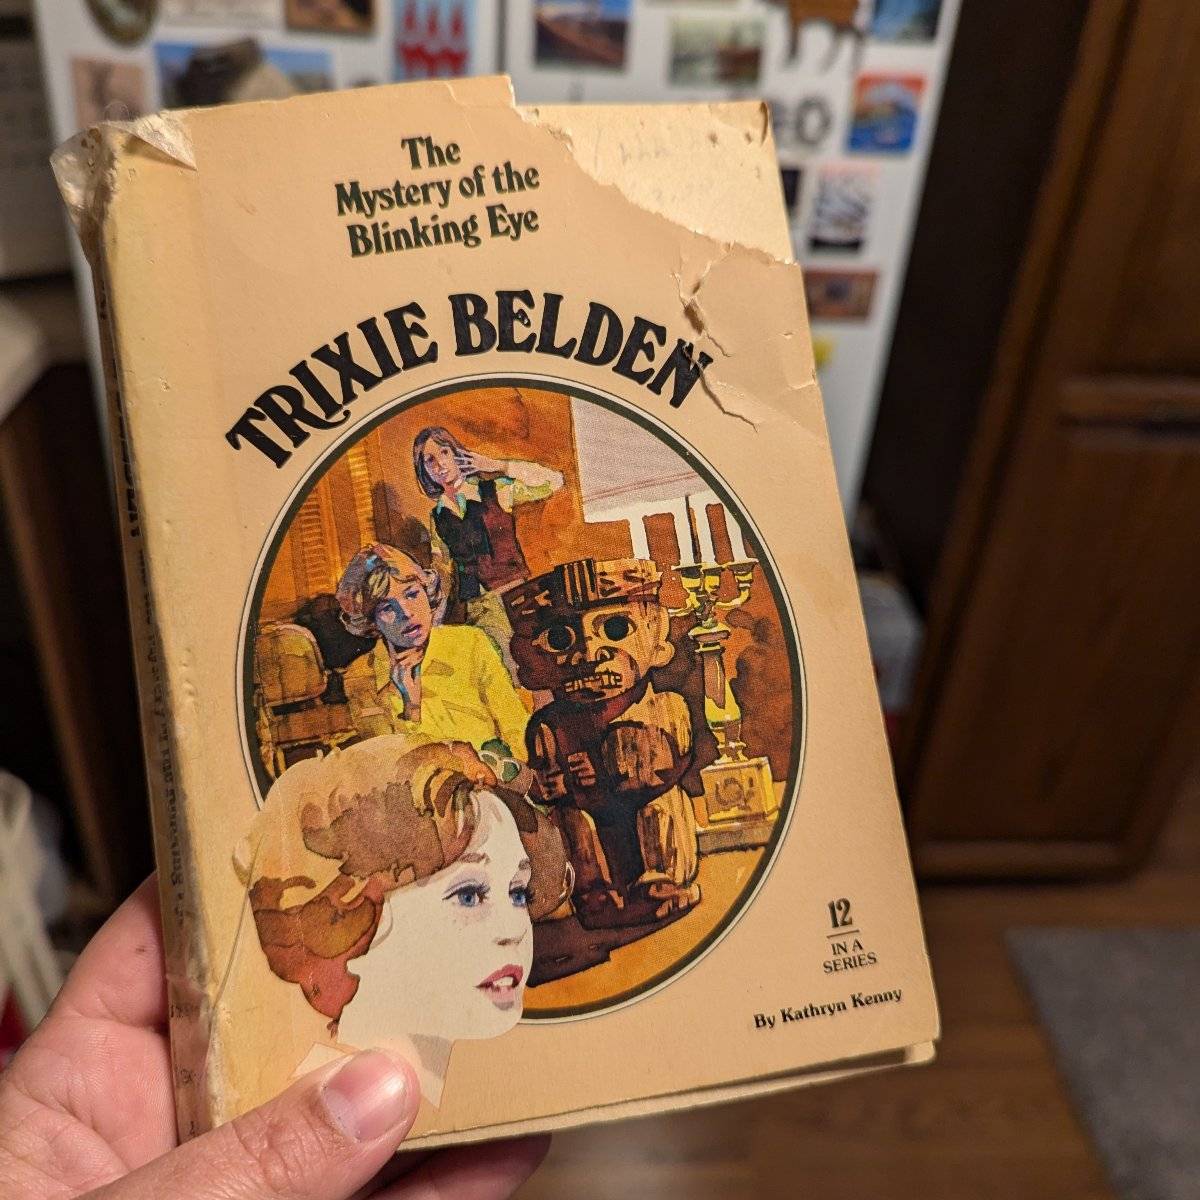 The
Mystery of the
Blinking Eye
TRIXIE BELDEN
12
IN A
SERIES
By Kathryn Kenny